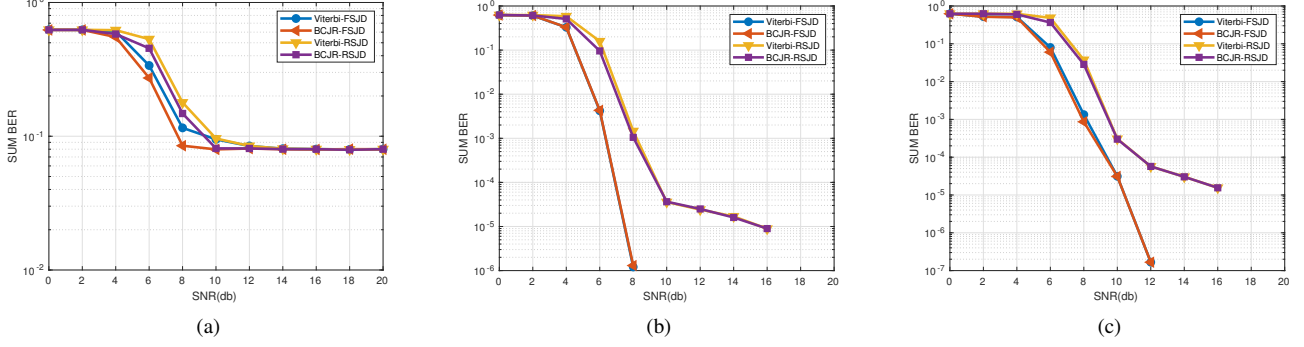 10^0
10^-1
10^-2
SUM BER
0 2 4 6 8 10 12 14 16 18 20
SNR(db)
Viterbi-FSJD
BCJR-FSJD
Viterbi-RSJD
BCJR-RSJD
(a)
10^0
10^-1
10^-2
10^-3
10^-4
10^-5
10^-6
SUM BER
0 2 4 6 8 10 12 14 16 18 20
SNR(db)
Viterbi-FSJD
BCJR-FSJD
Viterbi-RSJD
BCJR-RSJD
(b)
10^0
10^-1
10^-2
10^-3
10^-4
10^-5
10^-6
10^-7
SUM BER
0 2 4 6 8 10 12 14 16 18 20
SNR(db)
Viterbi-FSJD
BCJR-FSJD
Viterbi-RSJD
BCJR-RSJD
(c)